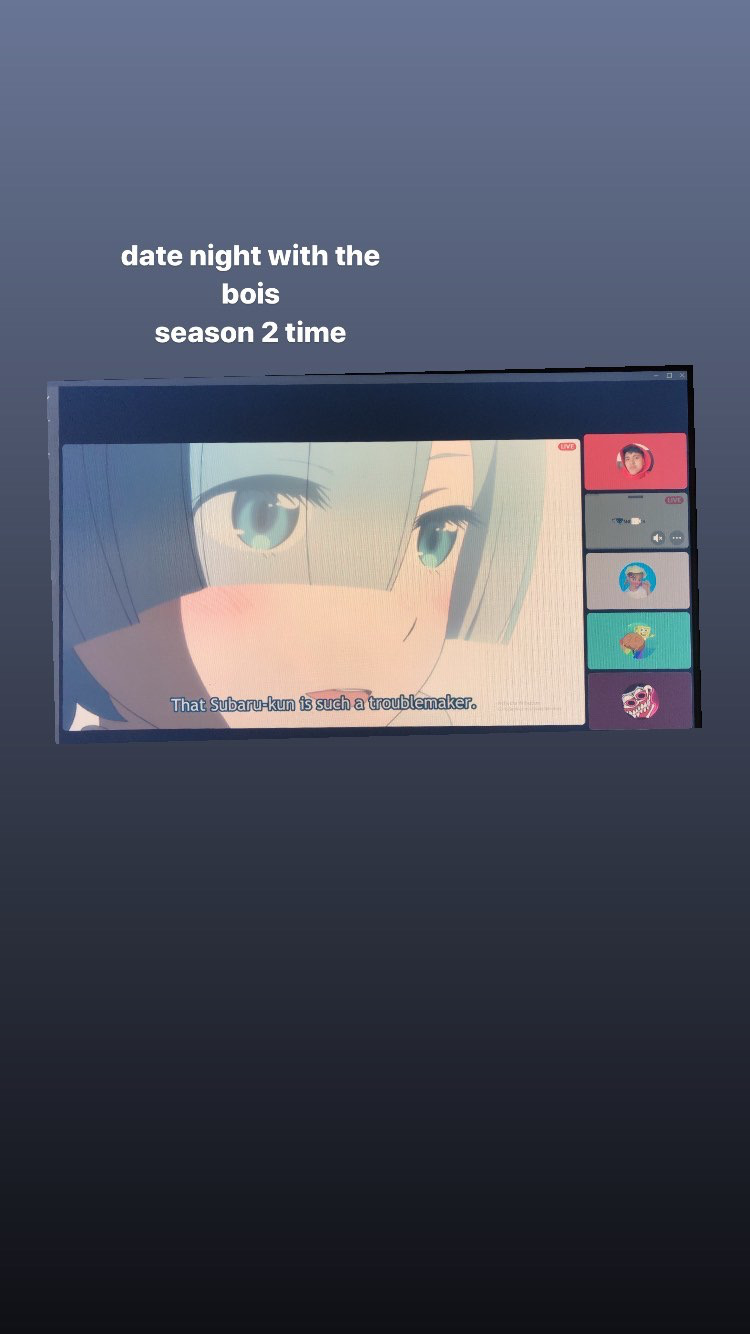 date night with the
bois
season 2 time
LIVE
LIVE
That Subaru-kun is such a troublemaker.